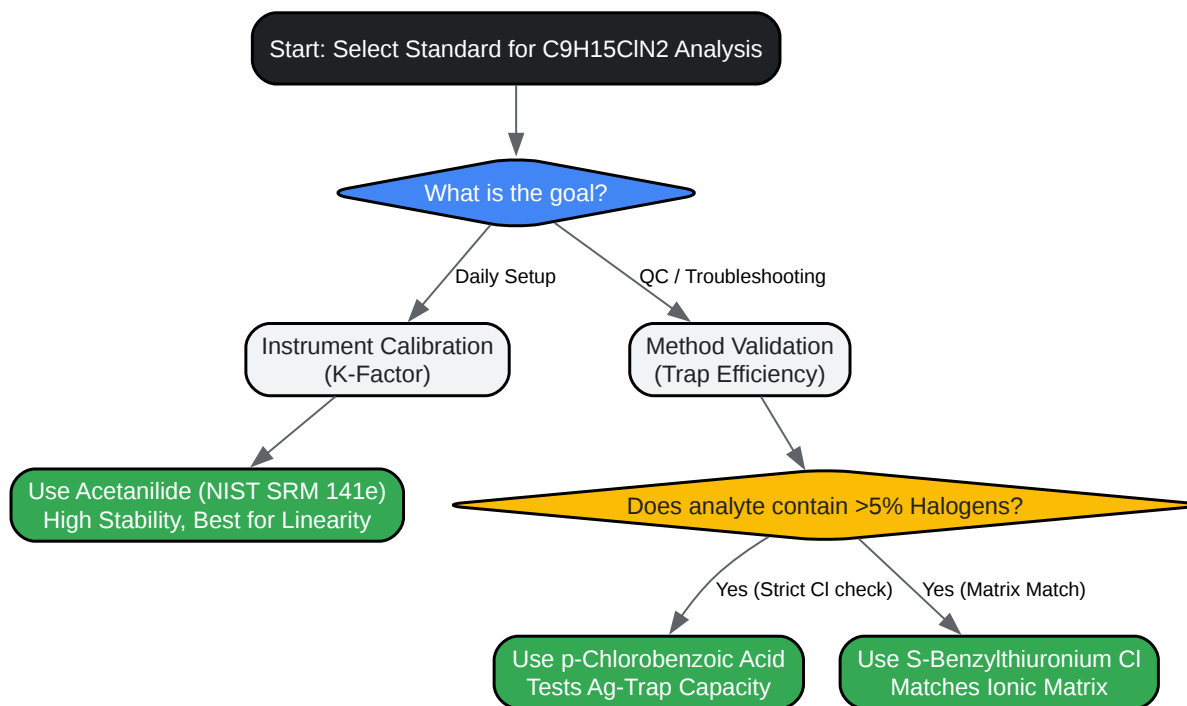 Start: Select Standard for C9H15ClN2 Analysis
What is the goal?
Daily Setup
QC / Troubleshooting
Instrument Calibration
(K-Factor)
Method Validation
(Trap Efficiency)
Use Acetanilide (NIST SRM 141e)
High Stability, Best for Linearity
Does analyte contain >5% Halogens?
Yes (Strict Cl check)
Yes (Matrix Match)
Use p-Chlorobenzoic Acid
Tests Ag-Trap Capacity
Use S-Benzylthiuronium Cl
Matches Ionic Matrix